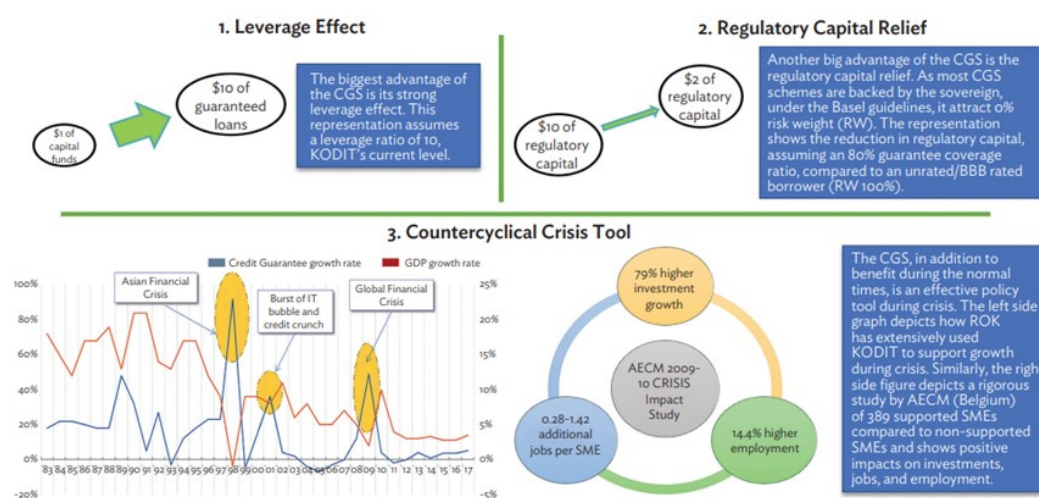 1. Leverage Effect
$1 of
capital
funds
$10 of
guaranteed
loans
The biggest advantage of
the CGS is its strong
leverage effect. This
representation assumes
a leverage ratio of 10,
KODIT's current level.
2. Regulatory Capital Relief
$10 of
regulatory
capital
$2 of
regulatory
capital
Another big advantage of the CGS is the
regulatory capital relief. As most CGS
schemes are backed by the sovereign,
under the Basel guidelines, it attract 0%
risk weight (RW). The representation
shows the reduction in regulatory capital,
assuming an 80% guarantee coverage
ratio, compared to an unrated/BBB rated
borrower (RW 100%).
3. Countercyclical Crisis Tool
Credit Guarantee growth rate
GDP growth rate
Asian Financial
Crisis
Burst of IT
bubble and
credit crunch
Global Financial
Crisis
100%
80%
60%
40%
20%
0%
-20%
25%
20%
15%
10%
5%
0%
-5%
83 84 85 86 87 88 89 90 91 92 93 94 95 96 97 98 99 00 01 02 03 04 05 06 07 08 09 10 11 12 13 14 15 16 17
79% higher
investment
growth
AECM 2009-
10 CRISIS
Impact
Study
0.28-1.42
additional
jobs per SME
14.4% higher
employment
The CGS, in addition to
benefit during the normal
times, is an effective policy
tool during crisis. The left side
graph depicts how ROK
has extensively used
KODIT to support growth
during crisis. Similarly, the righ
side figure depicts a rigorous
study by AECM (Belgium)
of 389 supported SMEs
compared to non-supported
SMEs and shows positive
impacts on investments,
jobs, and employment.